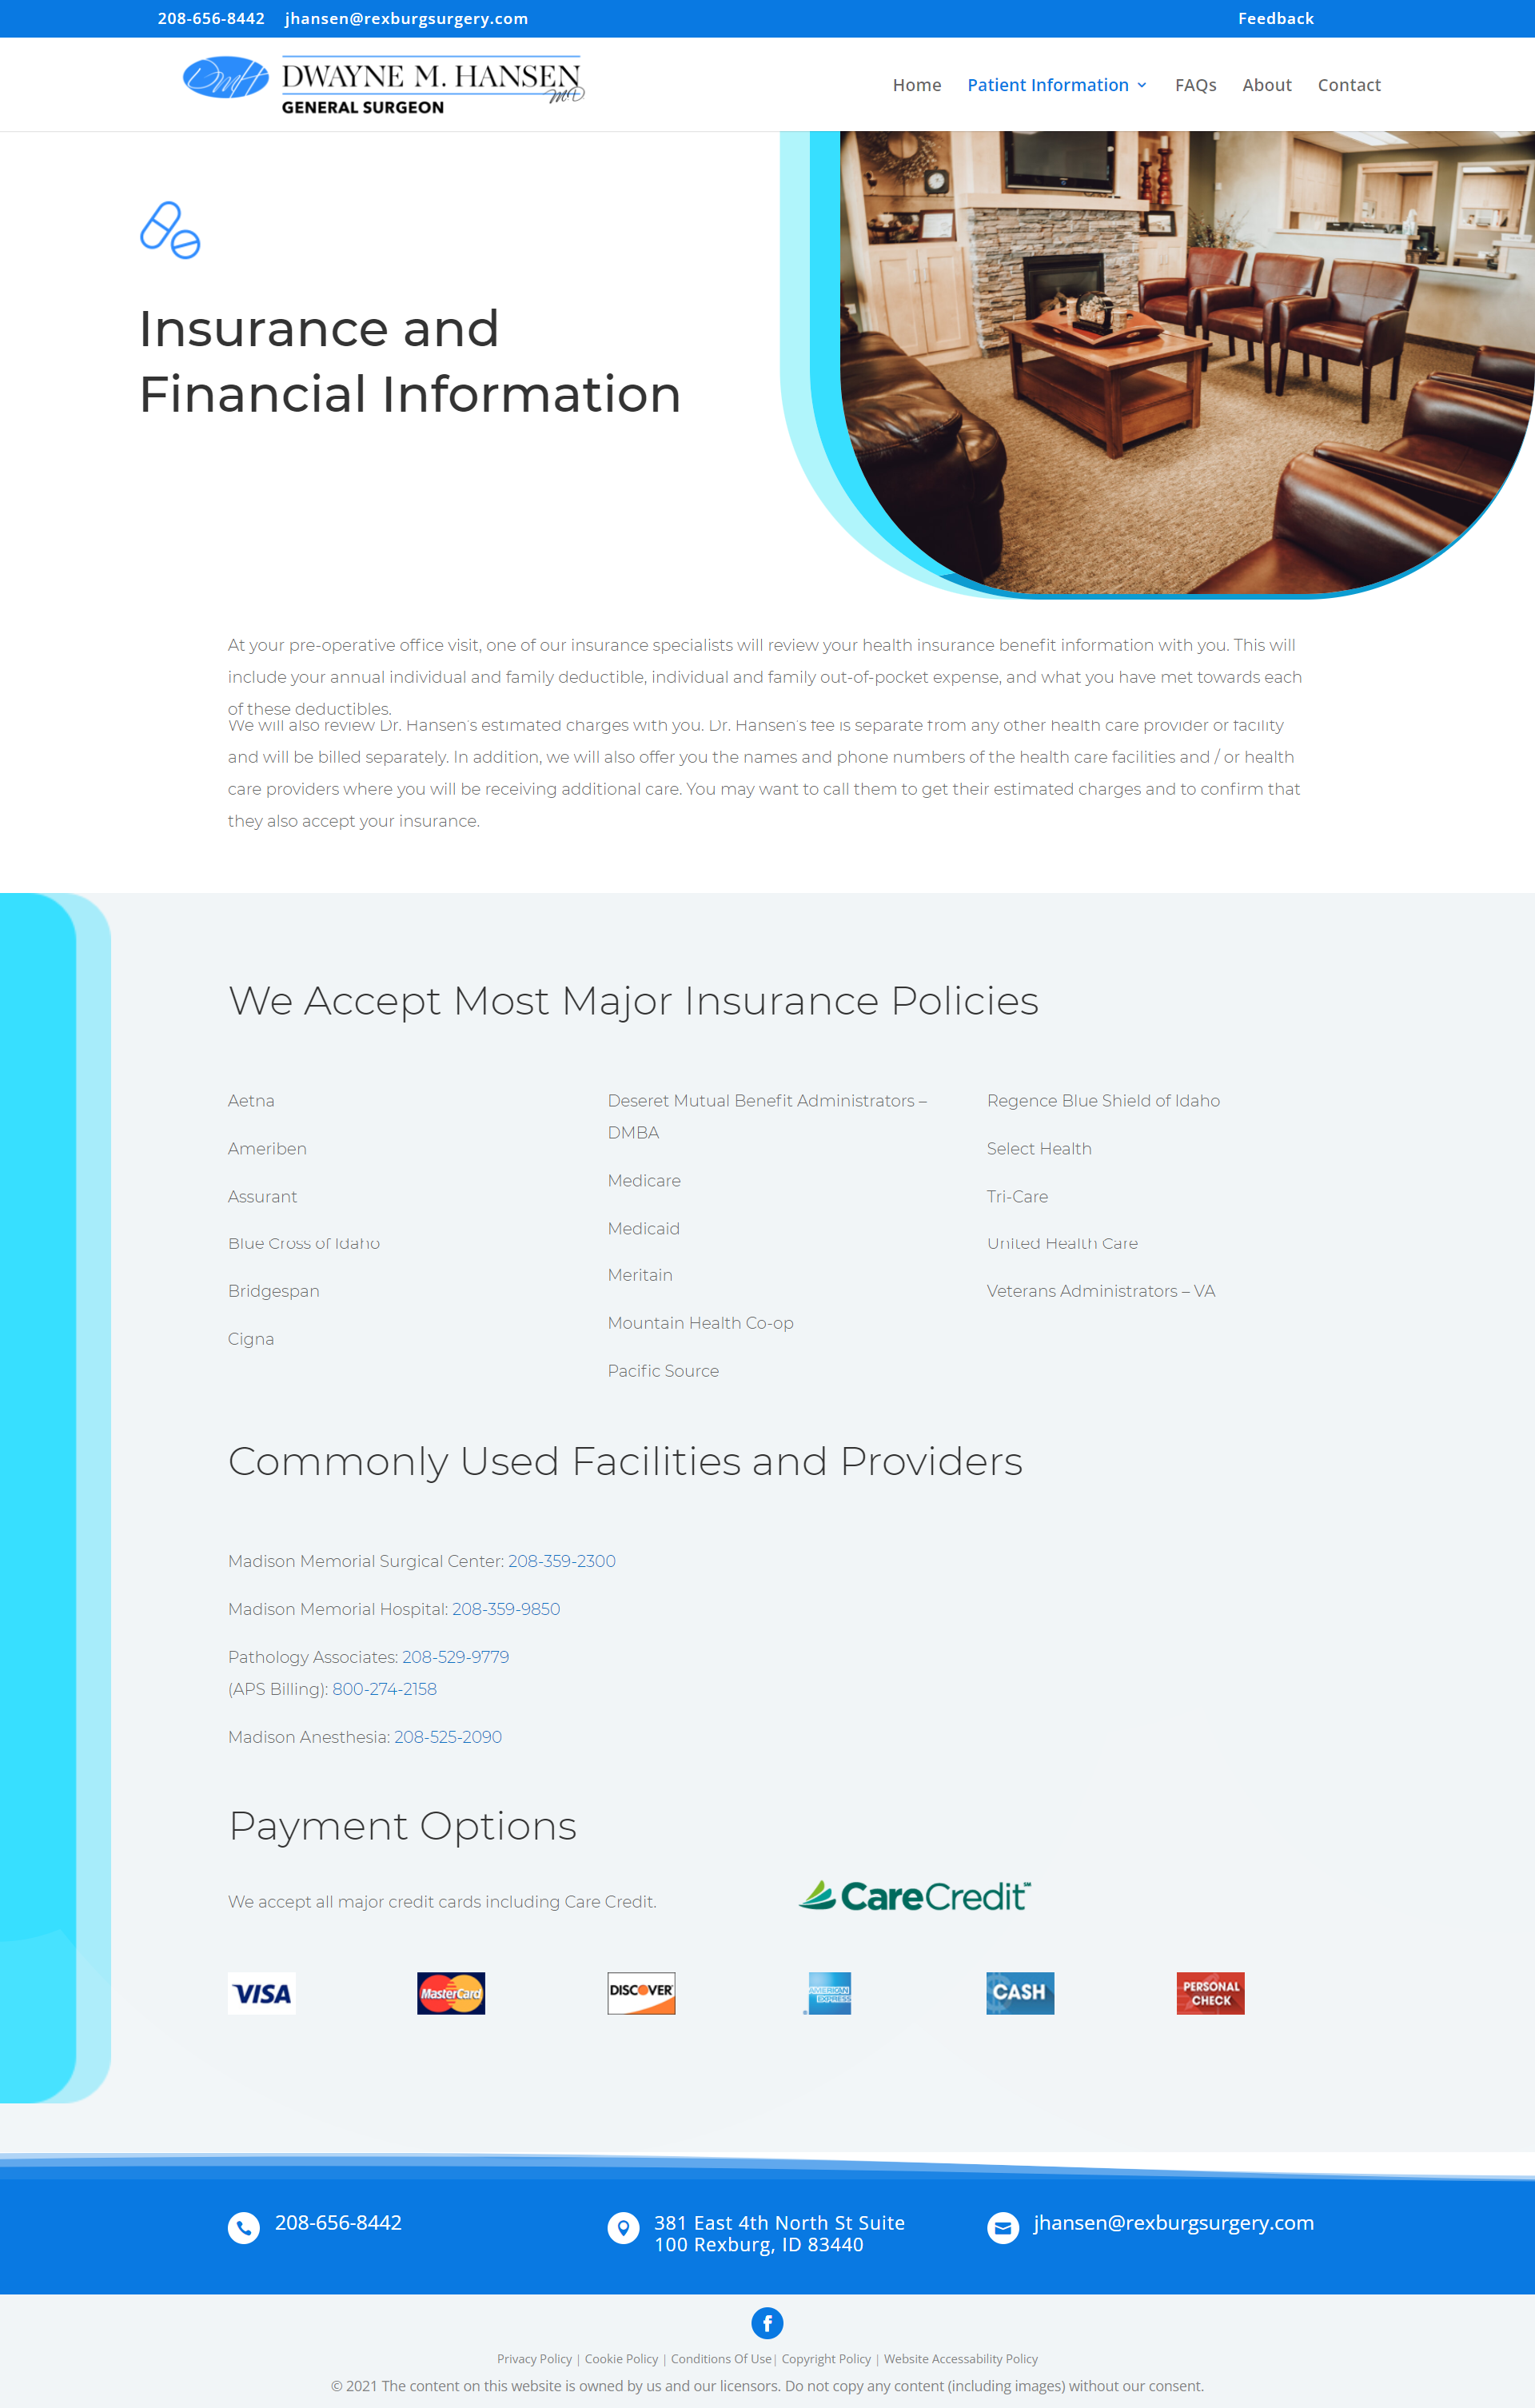 208-656-8442 jhansen@rexburgsurgery.com Feedback
DmH DWAYNE M. HANSEN MD
GENERAL SURGEON
Home Patient Information FAQs About Contact
Insurance and
Financial Information
At your pre-operative office visit, one of our insurance specialists will review your health insurance benefit information with you. This will
include your annual individual and family deductible, individual and family out-of-pocket expense, and what you have met towards each
of these deductibles.
We will also review Dr. Hansen's estimated charges with you. Dr. Hansen's fee is separate from any other health care provider or facility
and will be billed separately. In addition, we will also offer you the names and phone numbers of the health care facilities and / or health
care providers where you will be receiving additional care. You may want to call them to get their estimated charges and to confirm that
they also accept your insurance.
We Accept Most Major Insurance Policies
Aetna
Ameriben
Assurant
Blue Cross of Idaho
Bridgespan
Cigna
Deseret Mutual Benefit Administrators –
DMBA
Medicare
Medicaid
Meritain
Mountain Health Co-op
Pacific Source
Regence Blue Shield of Idaho
Select Health
Tri-Care
United Health Care
Veterans Administrators – VA
Commonly Used Facilities and Providers
Madison Memorial Surgical Center: 208-359-2300
Madison Memorial Hospital: 208-359-9850
Pathology Associates: 208-529-9779
(APS Billing): 800-274-2158
Madison Anesthesia: 208-525-2090
Payment Options
We accept all major credit cards including Care Credit.
CareCredit℠
VISA
MasterCard
DISCOVER
AMERICAN
EXPRESS
CASH
PERSONAL
CHECK
208-656-8442
381 East 4th North St Suite
100 Rexburg, ID 83440
jhansen@rexburgsurgery.com
Privacy Policy | Cookie Policy | Conditions Of Use| Copyright Policy | Website Accessability Policy
© 2021 The content on this website is owned by us and our licensors. Do not copy any content (including images) without our consent.